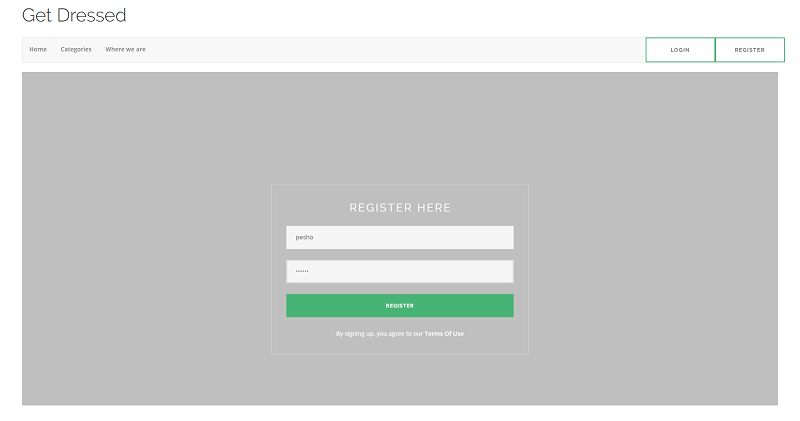 Get Dressed
Home Categories Where we are LOGIN REGISTER
REGISTER HERE
pesho
••••••
REGISTER
By signing up, you agree to our Terms Of Use